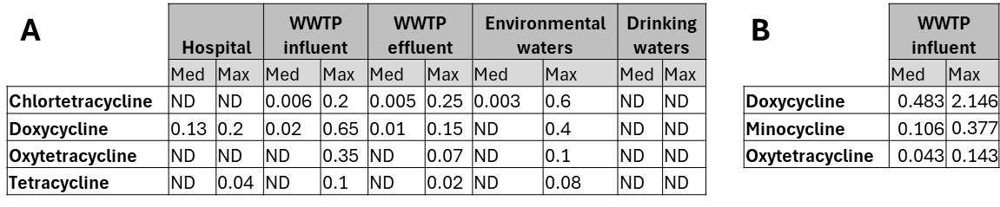 A
Hospital WWTP influent WWTP effluent Environmental waters Drinking waters
Med Max Med Max Med Max Med Max Med Max
Chlortetracycline ND ND 0.006 0.2 0.005 0.25 0.003 0.6 ND ND
Doxycycline 0.13 0.2 0.02 0.65 0.01 0.15 ND 0.4 ND ND
Oxytetracycline ND ND ND 0.35 ND 0.07 ND 0.1 ND ND
Tetracycline ND 0.04 ND 0.1 ND 0.02 ND 0.08 ND ND
B
WWTP influent
Med Max
Doxycycline 0.483 2.146
Minocycline 0.106 0.377
Oxytetracycline 0.043 0.143